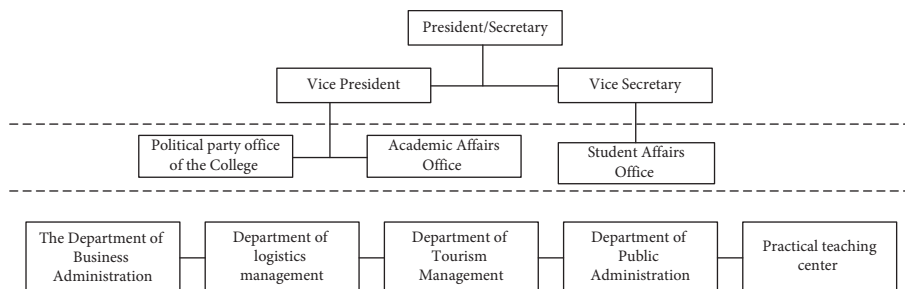 President/Secretary
Vice President
Vice Secretary
Political party office
of the College
Academic Affairs
Office
Student Affairs
Office
The Department of
Business
Administration
Department of
logistics
management
Department of
Tourism
Management
Department of
Public
Administration
Practical teaching
center